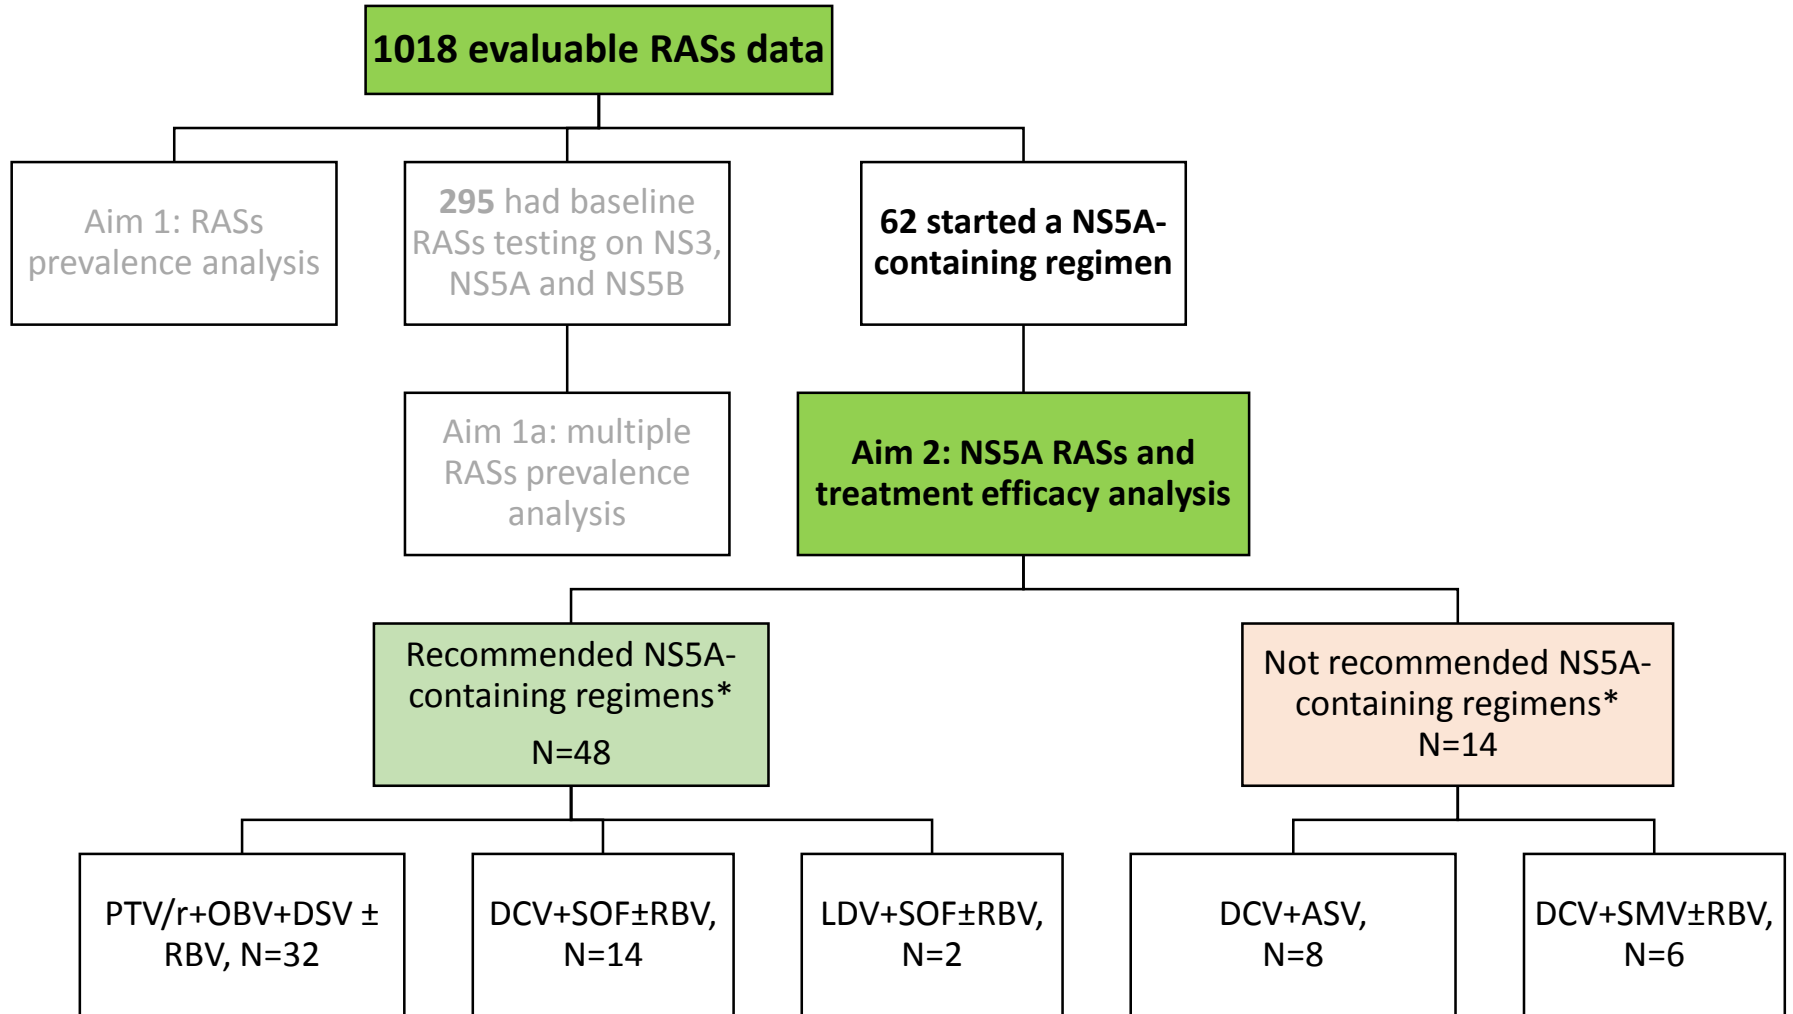 1018 evaluable RASs data
Aim 1: RASs
prevalence analysis
295 had baseline
RASs testing on NS3,
NS5A and NS5B
62 started a NS5A-
containing regimen
Aim 1a: multiple
RASs prevalence
analysis
Aim 2: NS5A RASs and
treatment efficacy analysis
Recommended NS5A-
containing regimens*
N=48
Not recommended NS5A-
containing regimens*
N=14
PTV/r+OBV+DSV ±
RBV, N=32
DCV+SOF±RBV,
N=14
LDV+SOF±RBV,
N=2
DCV+ASV,
N=8
DCV+SMV±RBV,
N=6